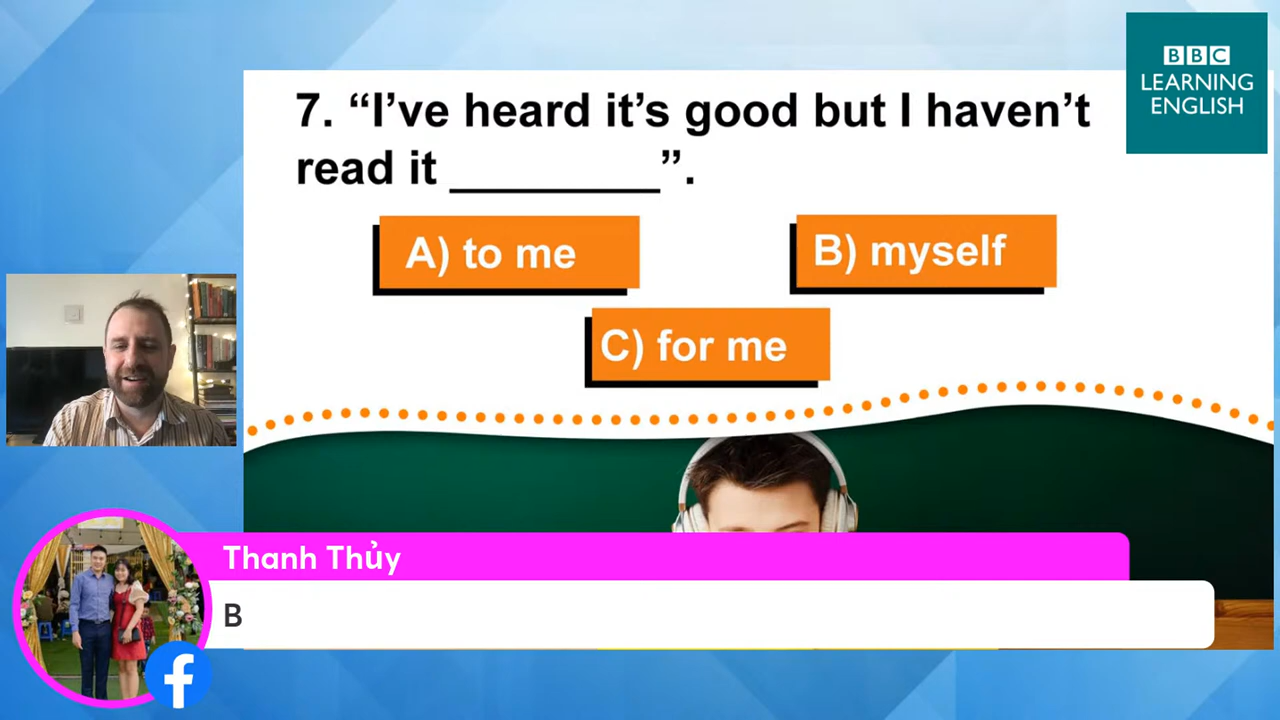 BBC
LEARNING
ENGLISH
7. “I’ve heard it’s good but I haven’t
read it ________”.
A) to me
B) myself
C) for me
Thanh Thủy
B